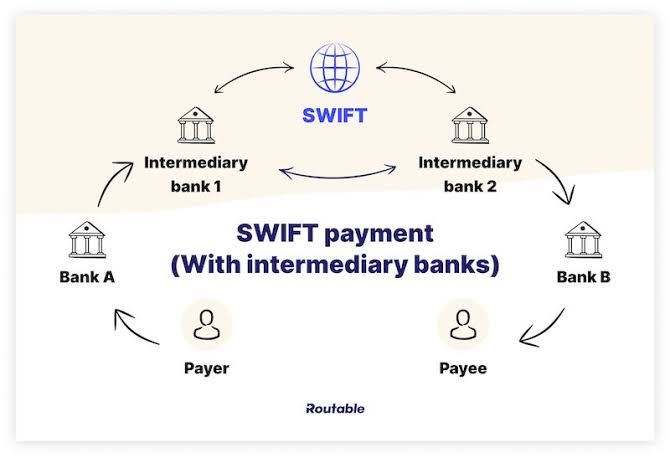 SWIFT
Intermediary
bank 1
Intermediary
bank 2
SWIFT payment
(With intermediary banks)
Bank A
Bank B
Payer
Payee
Routable